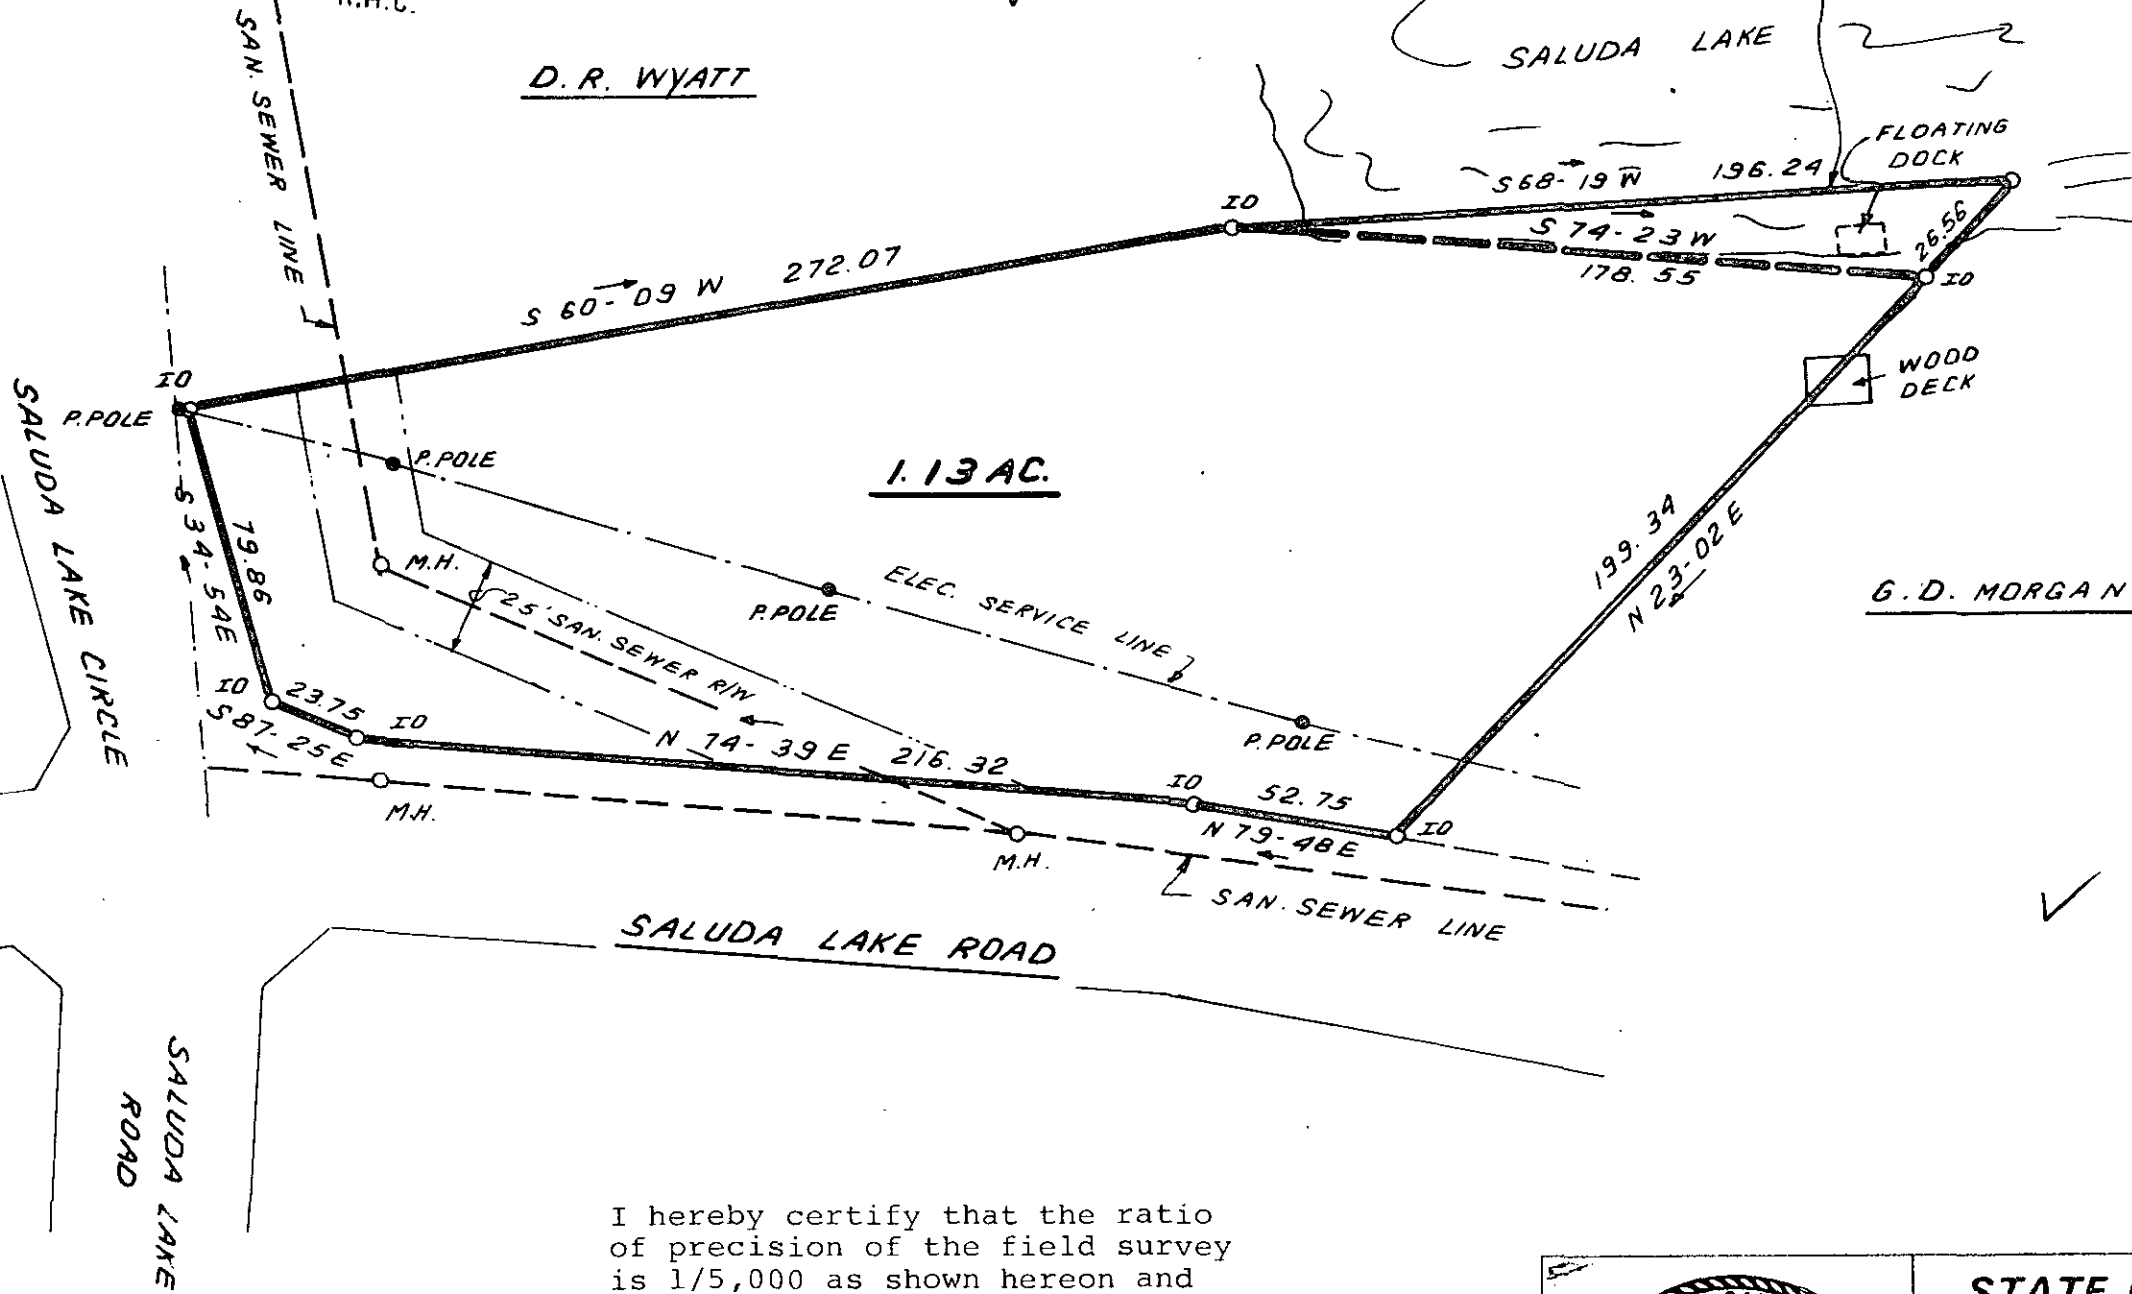 SAN. SEWER LINE
D. R. WYATT
SALUDA LAKE
FLOATING
DOCK
S 68-19 W 196.24
IO
S 74-23 W
178.55
26.56
IO
S 60-09 W 272.07
WOOD
DECK
IO
P.POLE
P.POLE
1.13 AC.
SALUDA LAKE CIRCLE
S 34-54E
79.86
M.H.
25' SAN. SEWER R/W
P.POLE
ELEC. SERVICE LINE
199.34
N 23-02 E
G.D. MORGAN
IO
23.75
IO
S 87-25 E
N 74-39 E 216.32
P.POLE
IO
52.75
N 79-48 E
IO
M.H.
M.H.
SAN. SEWER LINE
SALUDA LAKE ROAD
SALUDA LAKE
ROAD
I hereby certify that the ratio
of precision of the field survey
is 1/5,000 as shown hereon and
STATE